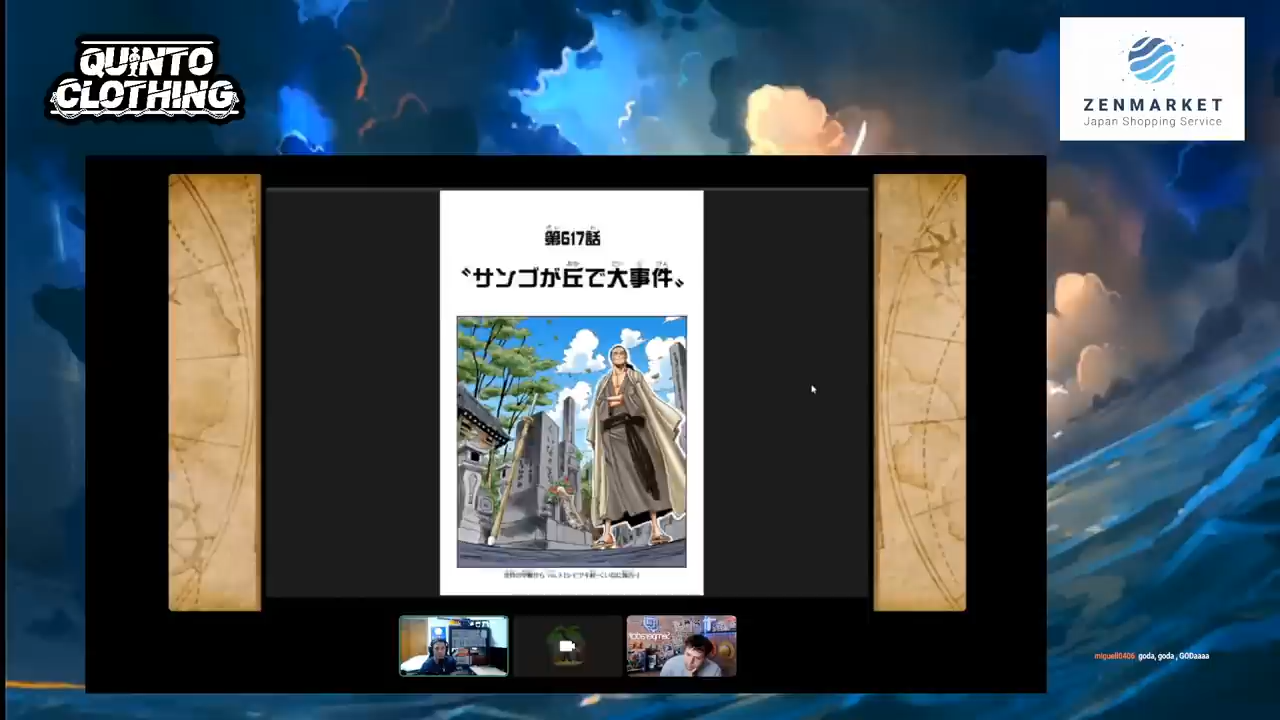 QUINTO
CLOTHING
ZENMARKET
Japan Shopping Service
第617話
〝サンゴが丘で大事件〟
miguell0406 goda, goda , GODaaaa